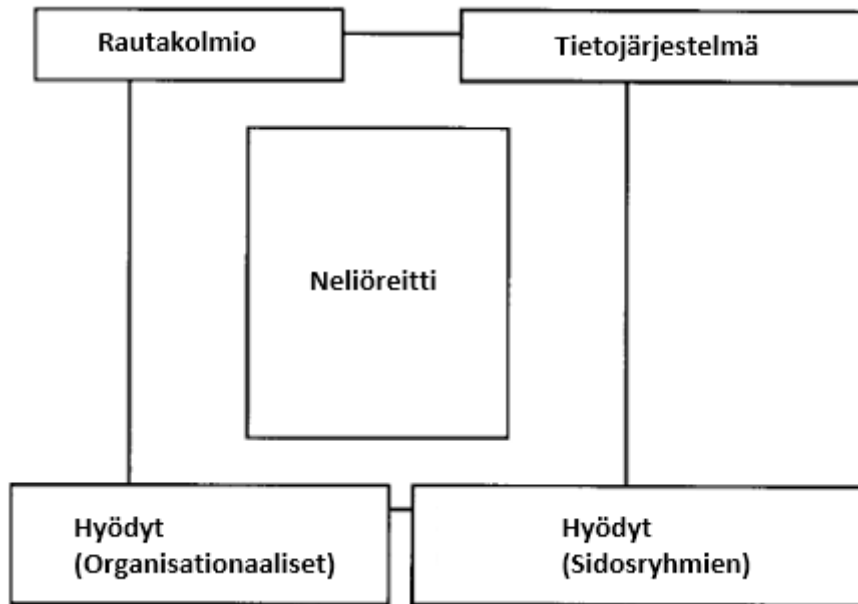 Rautakolmio
Tietojärjestelmä
Neliöreitti
Hyödyt
(Organisationaaliset)
Hyödyt
(Sidosryhmien)